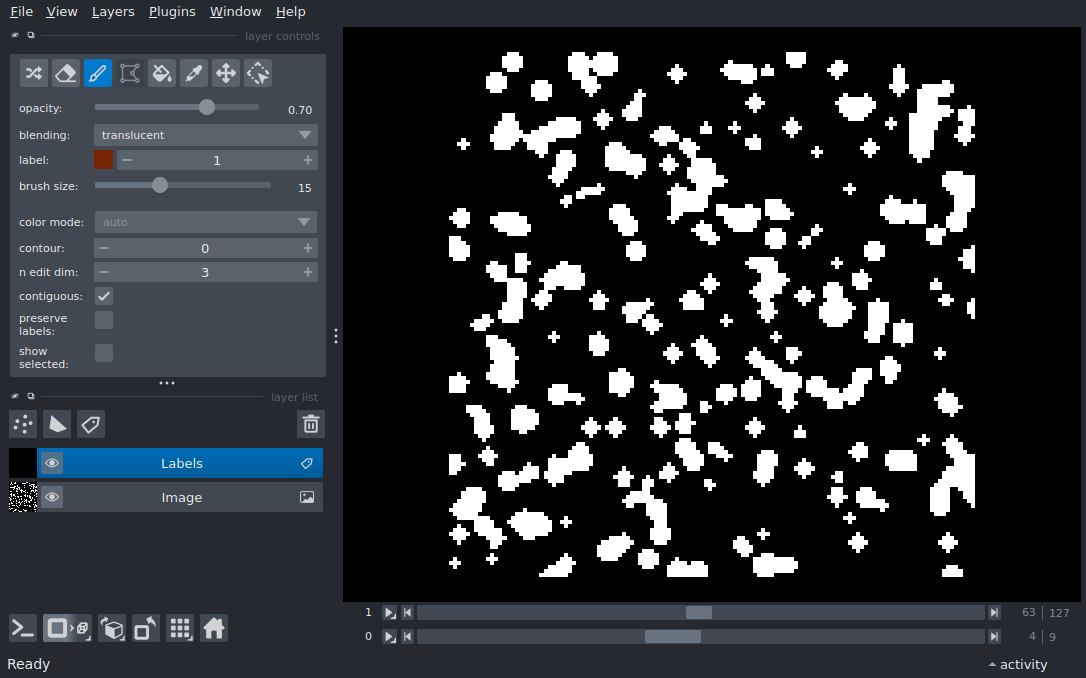 File View Layers Plugins Window Help
layer controls
opacity: 0.70
blending: translucent
label: 1
brush size: 15
color mode: auto
contour: 0
n edit dim: 3
contiguous:
preserve
labels:
show
selected:
layer list
Labels
Image
1 63 127
0 4 9
Ready activity